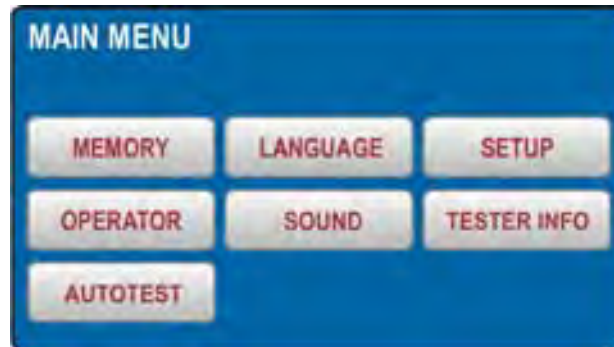 MAIN MENU
MEMORY LANGUAGE SETUP
OPERATOR SOUND TESTER INFO
AUTOTEST